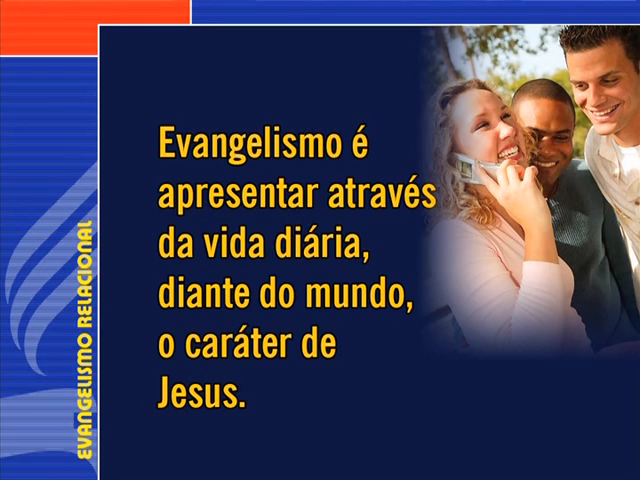 Evangelismo é
apresentar através
da vida diária,
diante do mundo,
o caráter de
Jesus.
EVANGELISMO RELACIONAL